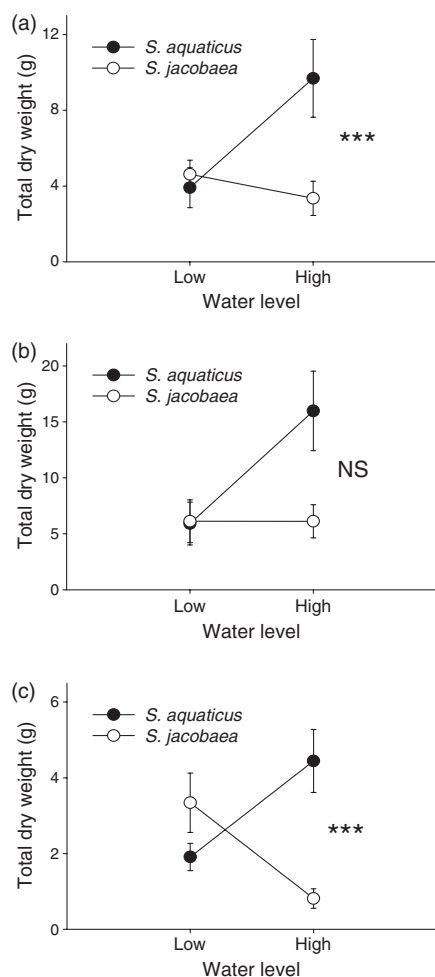 (a)
12
8
4
0
Total dry weight (g)
S. aquaticus
S. jacobaea
***
Low High
Water level
(b)
20
15
10
5
0
Total dry weight (g)
S. aquaticus
S. jacobaea
NS
Low High
Water level
(c)
6
4
2
0
Total dry weight (g)
S. aquaticus
S. jacobaea
***
Low High
Water level